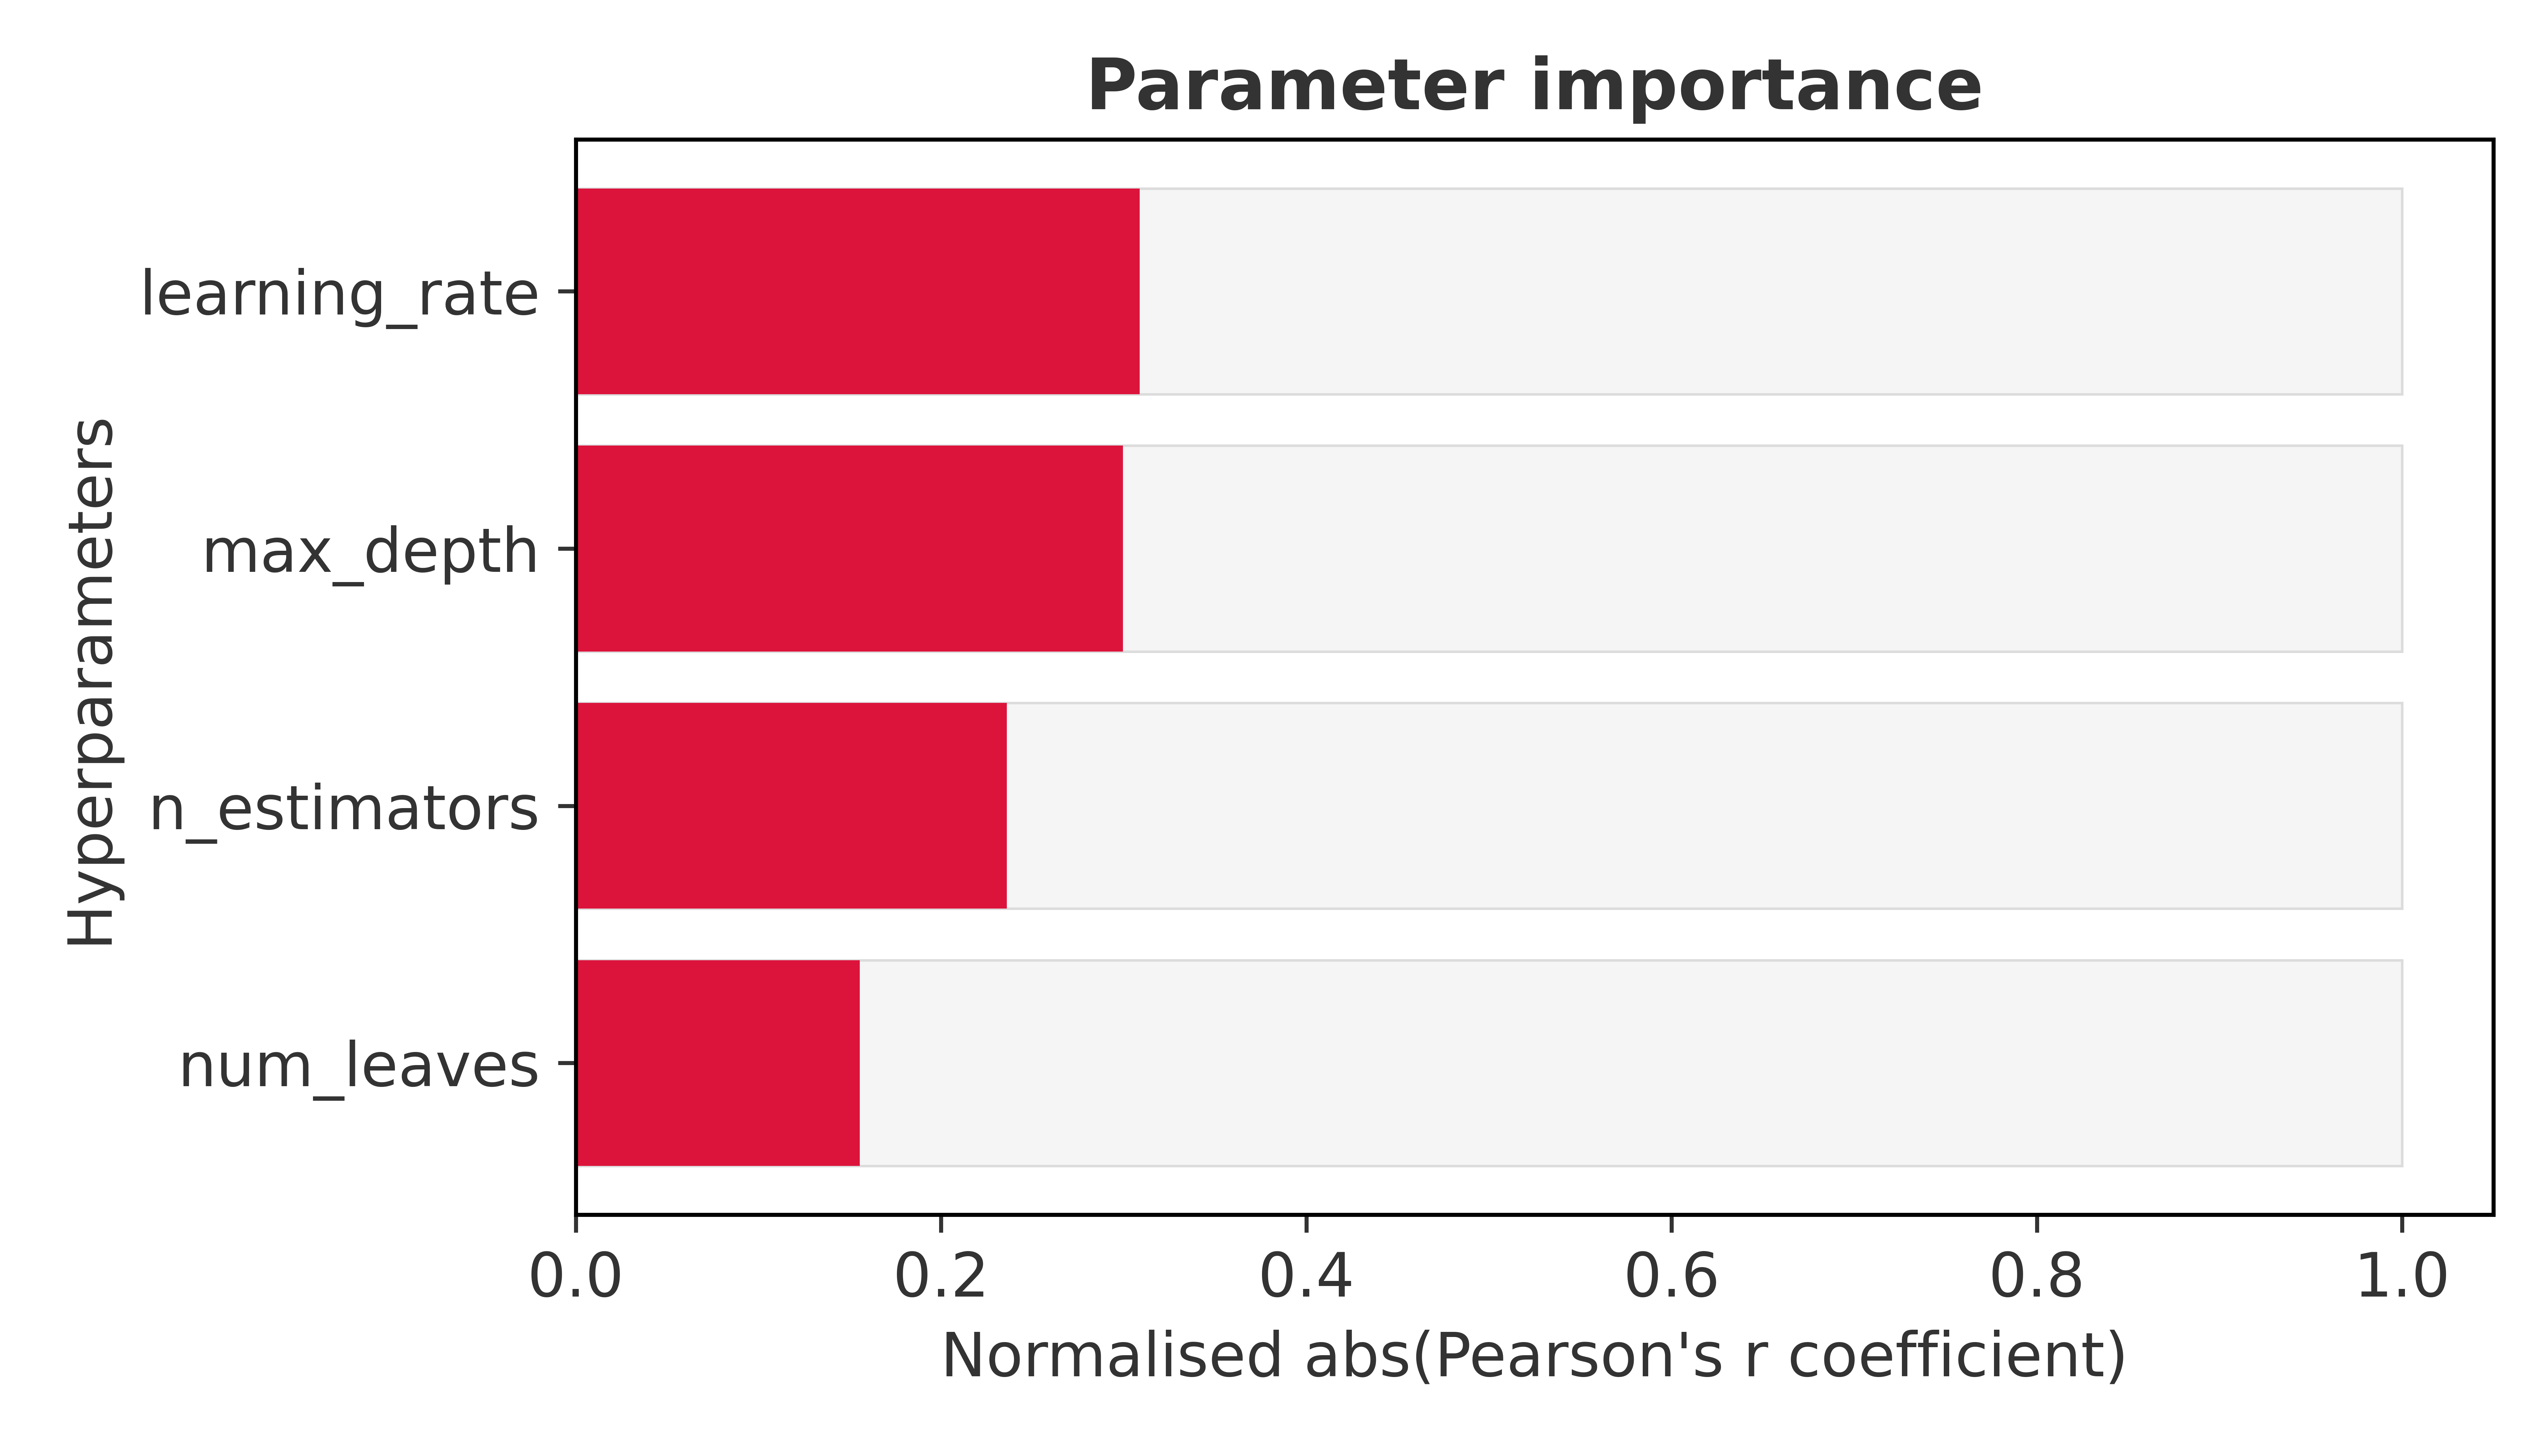 Parameter importance
Hyperparameters
learning_rate
max_depth
n_estimators
num_leaves
0.0 0.2 0.4 0.6 0.8 1.0
Normalised abs(Pearson's r coefficient)